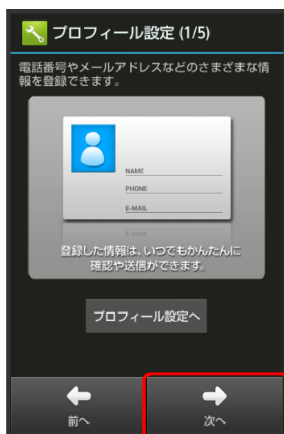 プロフィール設定 (1/5)
電話番号やメールアドレスなどのさまざまな情
報を登録できます。
NAME
PHONE
E-MAIL
登録した情報は、いつでもかんたんに
確認や送信ができます。
プロフィール設定へ
前へ
次へ